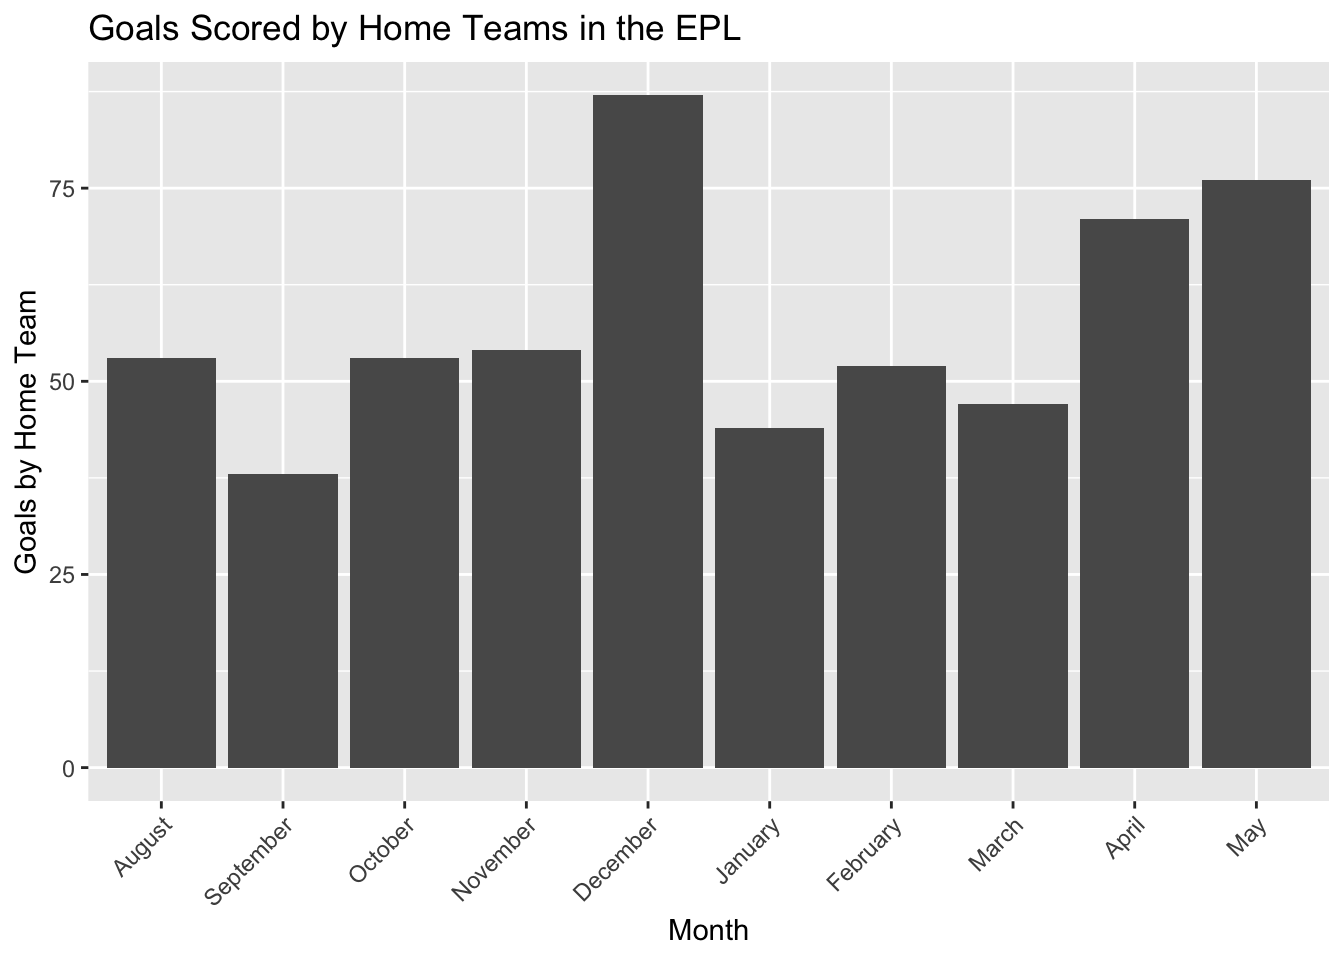 Goals Scored by Home Teams in the EPL
Goals by Home Team
75
50
25
0
August
September
October
November
December
January
February
March
April
May
Month